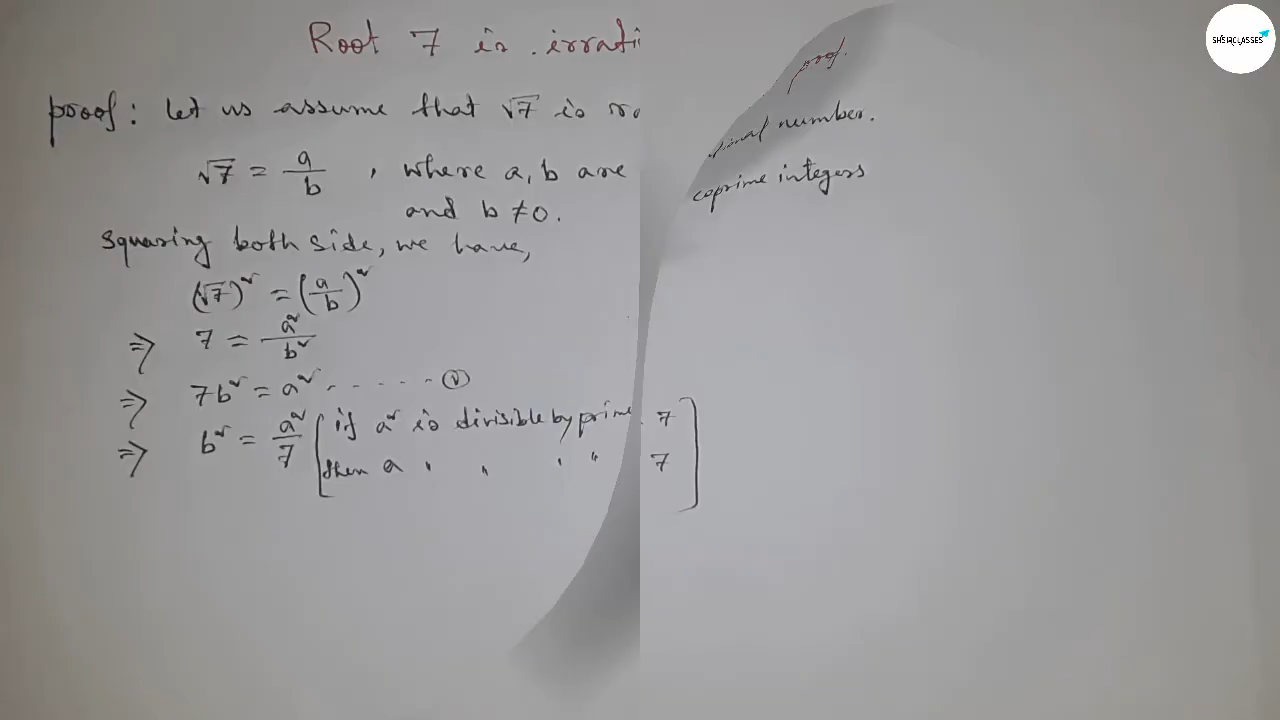 Root 7 is irrati prof.
SHSIRCLASSES
proof: Let us assume that √7 is ra tional number.
√7 = a/b , where a, b are coprime integers
and b ≠ 0.
Squaring both side, we have,
(√7)² = (a/b)²
⇒ 7 = a²/b²
⇒ 7b² = a² - - - - - - ①
⇒ b² = a²/7 [if a² is divisible by prime 7
then a " " " " 7]